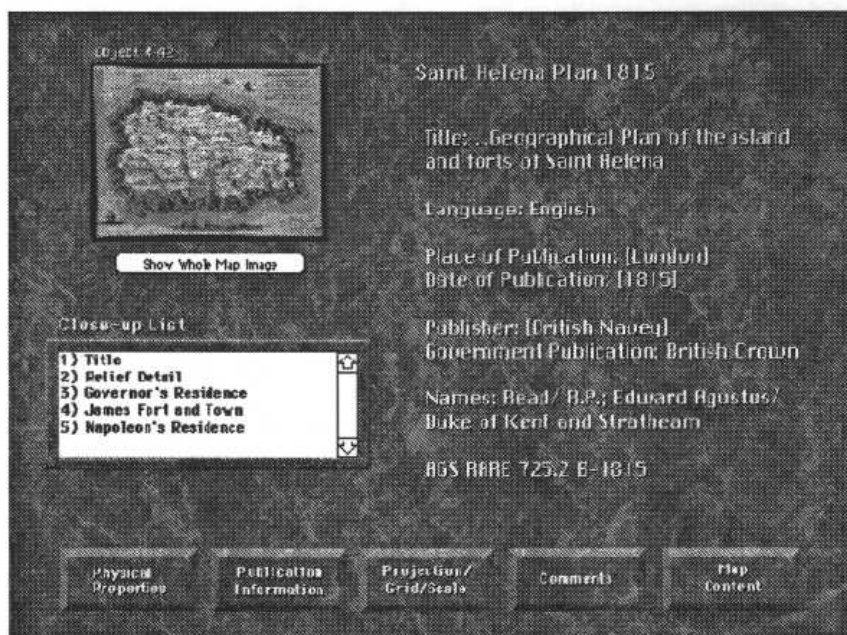 Object # 42
Saint Helena Plan 1815
Title: ..Geographical Plan of the island
and forts of Saint Helena
Language: English
Place of Publication: [London]
Date of Publication: [1815]
Publisher: [British Navey]
Government Publication: British Crown
Names: Read/ R.P.; Edward Agustus/
Duke of Kent and Strathearn
AGS RARE 725.2 B-1815
Show Whole Map Image
Close-up List
1) Title
2) Relief Detail
3) Governor's Residence
4) James Fort and Town
5) Napoleon's Residence
Physical
Properties
Publication
Information
Projection/
Grid/Scale
Comments
Map
Content